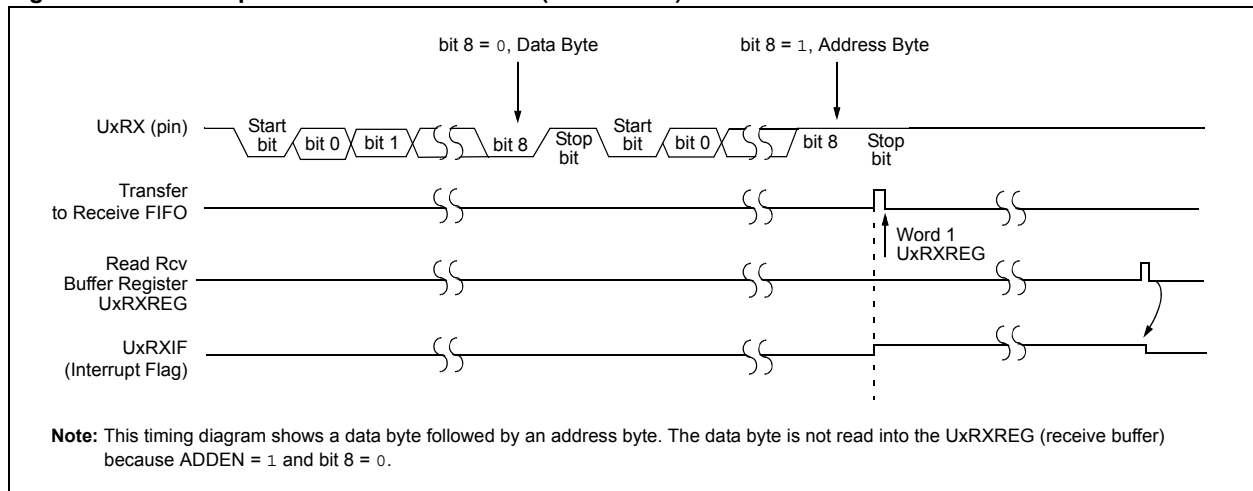 bit 8 = 0, Data Byte
bit 8 = 1, Address Byte
UxRX (pin)
Start
bit
bit 0
bit 1
bit 8
Stop
bit
Start
bit
bit 0
bit 8
Stop
bit
Transfer
to Receive FIFO
Word 1
UxRXREG
Read Rcv
Buffer Register
UxRXREG
UxRXIF
(Interrupt Flag)
Note: This timing diagram shows a data byte followed by an address byte. The data byte is not read into the UxRXREG (receive buffer)
because ADDEN = 1 and bit 8 = 0.